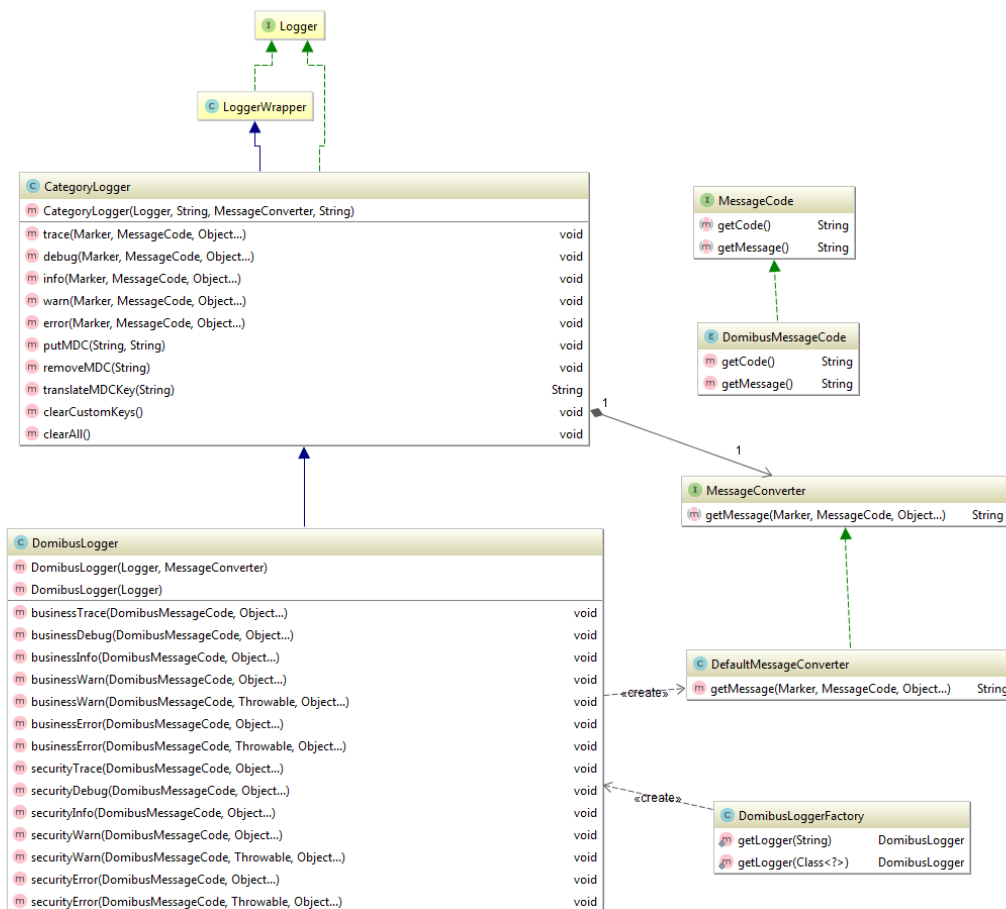 Logger
LoggerWrapper
CategoryLogger
CategoryLogger(Logger, String, MessageConverter, String)
trace(Marker, MessageCode, Object...) void
debug(Marker, MessageCode, Object...) void
info(Marker, MessageCode, Object...) void
warn(Marker, MessageCode, Object...) void
error(Marker, MessageCode, Object...) void
putMDC(String, String) void
removeMDC(String) void
translateMDCKey(String) String
clearCustomKeys() void
clearAll() void
MessageCode
getCode() String
getMessage() String
DomibusMessageCode
getCode() String
getMessage() String
1
1
MessageConverter
getMessage(Marker, MessageCode, Object...) String
DomibusLogger
DomibusLogger(Logger, MessageConverter)
DomibusLogger(Logger)
businessTrace(DomibusMessageCode, Object...) void
businessDebug(DomibusMessageCode, Object...) void
businessInfo(DomibusMessageCode, Object...) void
businessWarn(DomibusMessageCode, Object...) void
businessWarn(DomibusMessageCode, Throwable, Object...) void
businessError(DomibusMessageCode, Object...) void
businessError(DomibusMessageCode, Throwable, Object...) void
securityTrace(DomibusMessageCode, Object...) void
securityDebug(DomibusMessageCode, Object...) void
securityInfo(DomibusMessageCode, Object...) void
securityWarn(DomibusMessageCode, Object...) void
securityWarn(DomibusMessageCode, Throwable, Object...) void
securityError(DomibusMessageCode, Object...) void
securityError(DomibusMessageCode, Throwable, Object...) void
DefaultMessageConverter
getMessage(Marker, MessageCode, Object...) String
«create»
«create»
DomibusLoggerFactory
getLogger(String) DomibusLogger
getLogger(Class<?>) DomibusLogger